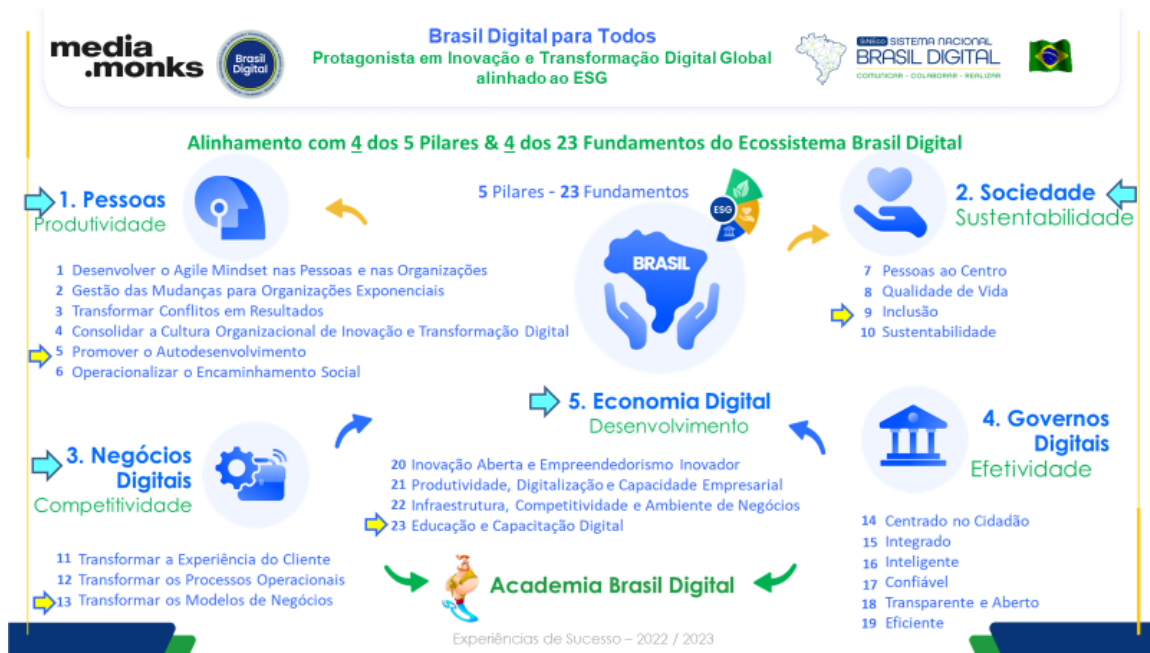 media
.monks
Brasil
Digital
Brasil Digital para Todos
Protagonista em Inovação e Transformação Digital Global
alinhado ao ESG
SINEco SISTEMA NACIONAL
BRASIL DIGITAL
COMUNICAR - COLABORAR - REALIZAR
Alinhamento com 4 dos 5 Pilares & 4 dos 23 Fundamentos do Ecossistema Brasil Digital
1. Pessoas
Produtividade
5 Pilares - 23 Fundamentos
ESG
BRASIL
2. Sociedade
Sustentabilidade
1 Desenvolver o Agile Mindset nas Pessoas e nas Organizações
2 Gestão das Mudanças para Organizações Exponenciais
3 Transformar Conflitos em Resultados
4 Consolidar a Cultura Organizacional de Inovação e Transformação Digital
5 Promover o Autodesenvolvimento
6 Operacionalizar o Encaminhamento Social
7 Pessoas ao Centro
8 Qualidade de Vida
9 Inclusão
10 Sustentabilidade
3. Negócios
Digitais
Competitividade
5. Economia Digital
Desenvolvimento
4. Governos
Digitais
Efetividade
20 Inovação Aberta e Empreendedorismo Inovador
21 Produtividade, Digitalização e Capacidade Empresarial
22 Infraestrutura, Competitividade e Ambiente de Negócios
23 Educação e Capacitação Digital
11 Transformar a Experiência do Cliente
12 Transformar os Processos Operacionais
13 Transformar os Modelos de Negócios
14 Centrado no Cidadão
15 Integrado
16 Inteligente
17 Confiável
18 Transparente e Aberto
19 Eficiente
Academia Brasil Digital
Experiências de Sucesso – 2022 / 2023